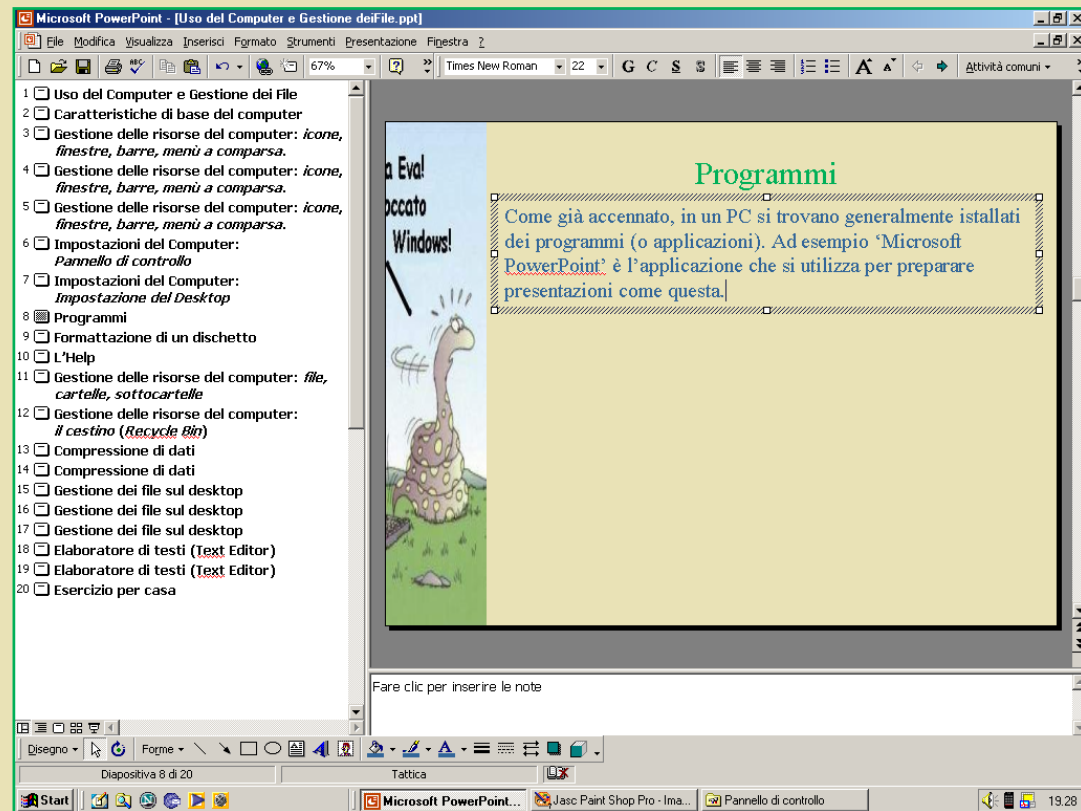 Microsoft PowerPoint - [Uso del Computer e Gestione deiFile.ppt]
File Modifica Visualizza Inserisci Formato Strumenti Presentazione Finestra ?
67% Times New Roman 22 G C S S Attività comuni
1 Uso del Computer e Gestione dei File
2 Caratteristiche di base del computer
3 Gestione delle risorse del computer: icone,
finestre, barre, menù a comparsa.
4 Gestione delle risorse del computer: icone,
finestre, barre, menù a comparsa.
5 Gestione delle risorse del computer: icone,
finestre, barre, menù a comparsa.
6 Impostazioni del Computer:
Pannello di controllo
7 Impostazioni del Computer:
Impostazione del Desktop
8 Programmi
9 Formattazione di un dischetto
10 L'Help
11 Gestione delle risorse del computer: file,
cartelle, sottocartelle
12 Gestione delle risorse del computer:
il cestino (Recycle Bin)
13 Compressione di dati
14 Compressione di dati
15 Gestione dei file sul desktop
16 Gestione dei file sul desktop
17 Gestione dei file sul desktop
18 Elaboratore di testi (Text Editor)
19 Elaboratore di testi (Text Editor)
20 Esercizio per casa
a Eva!
occato
Windows!
Programmi
Come già accennato, in un PC si trovano generalmente istallati
dei programmi (o applicazioni). Ad esempio ‘Microsoft
PowerPoint’ è l’applicazione che si utilizza per preparare
presentazioni come questa.
Fare clic per inserire le note
Disegno Forme
Diapositiva 8 di 20 Tattica
Start Microsoft PowerPoint... Jasc Paint Shop Pro - Ima... Pannello di controllo 19.28